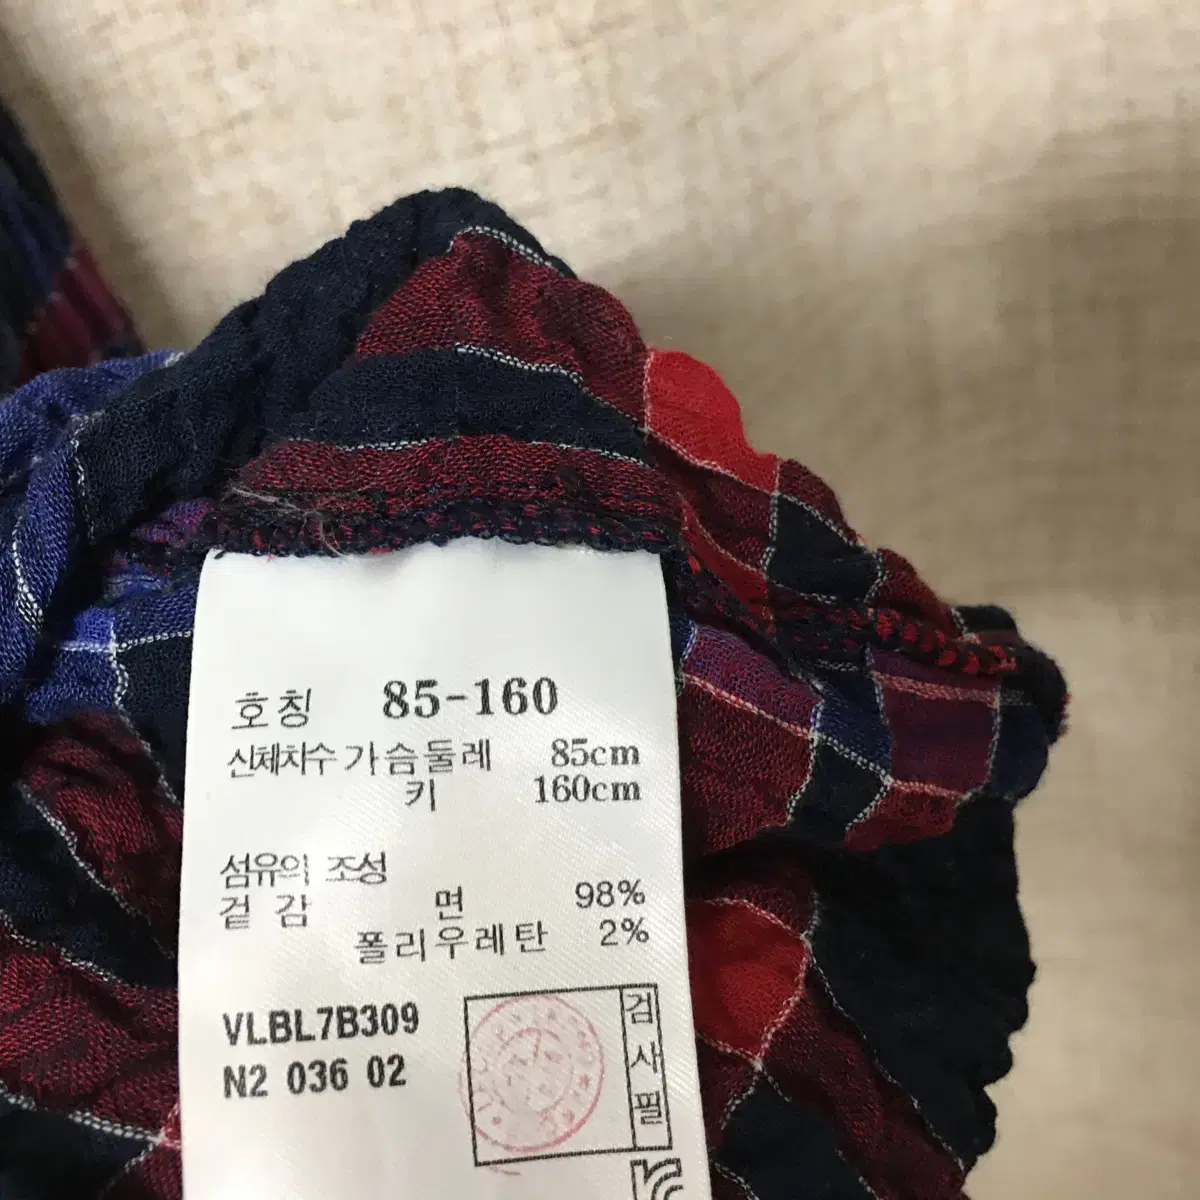 호칭 85-160
신체치수 가슴둘레 85cm
키 160cm
섬유의 조성
겉감 면 98%
폴리우레탄 2%
VLBL7B309
N2 036 02
검사필